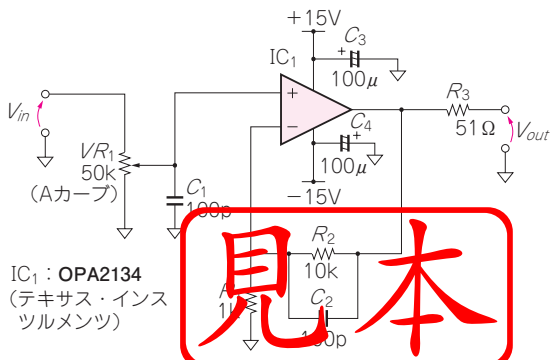 +15V
C3
100μ
IC1
+
−
Vin
VR1
50k
(Aカーブ)
C1
100p
C4
100μ
−15V
R3
51Ω
Vout
R2
10k
C2
IC1：OPA2134
(テキサス・インス
ツルメンツ)
見本